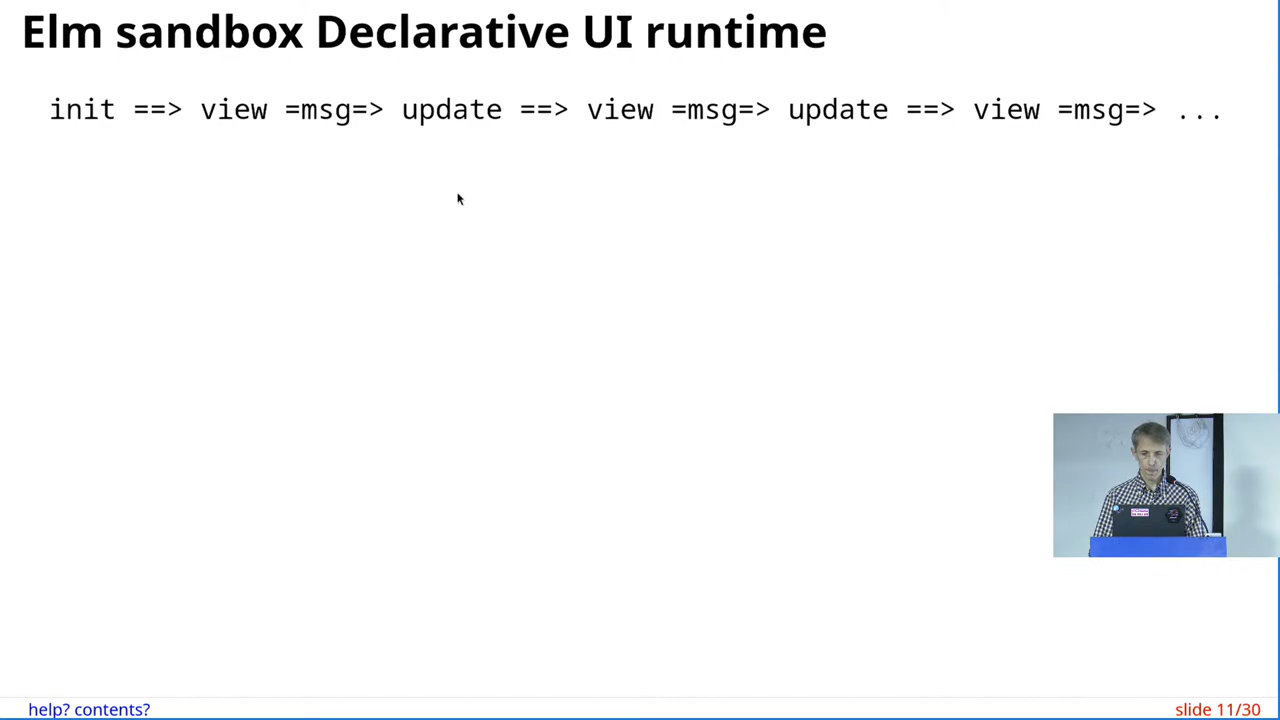 Elm sandbox Declarative UI runtime
init ==> view =msg=> update ==> view =msg=> update ==> view =msg=> ...
help? contents?
slide 11/30